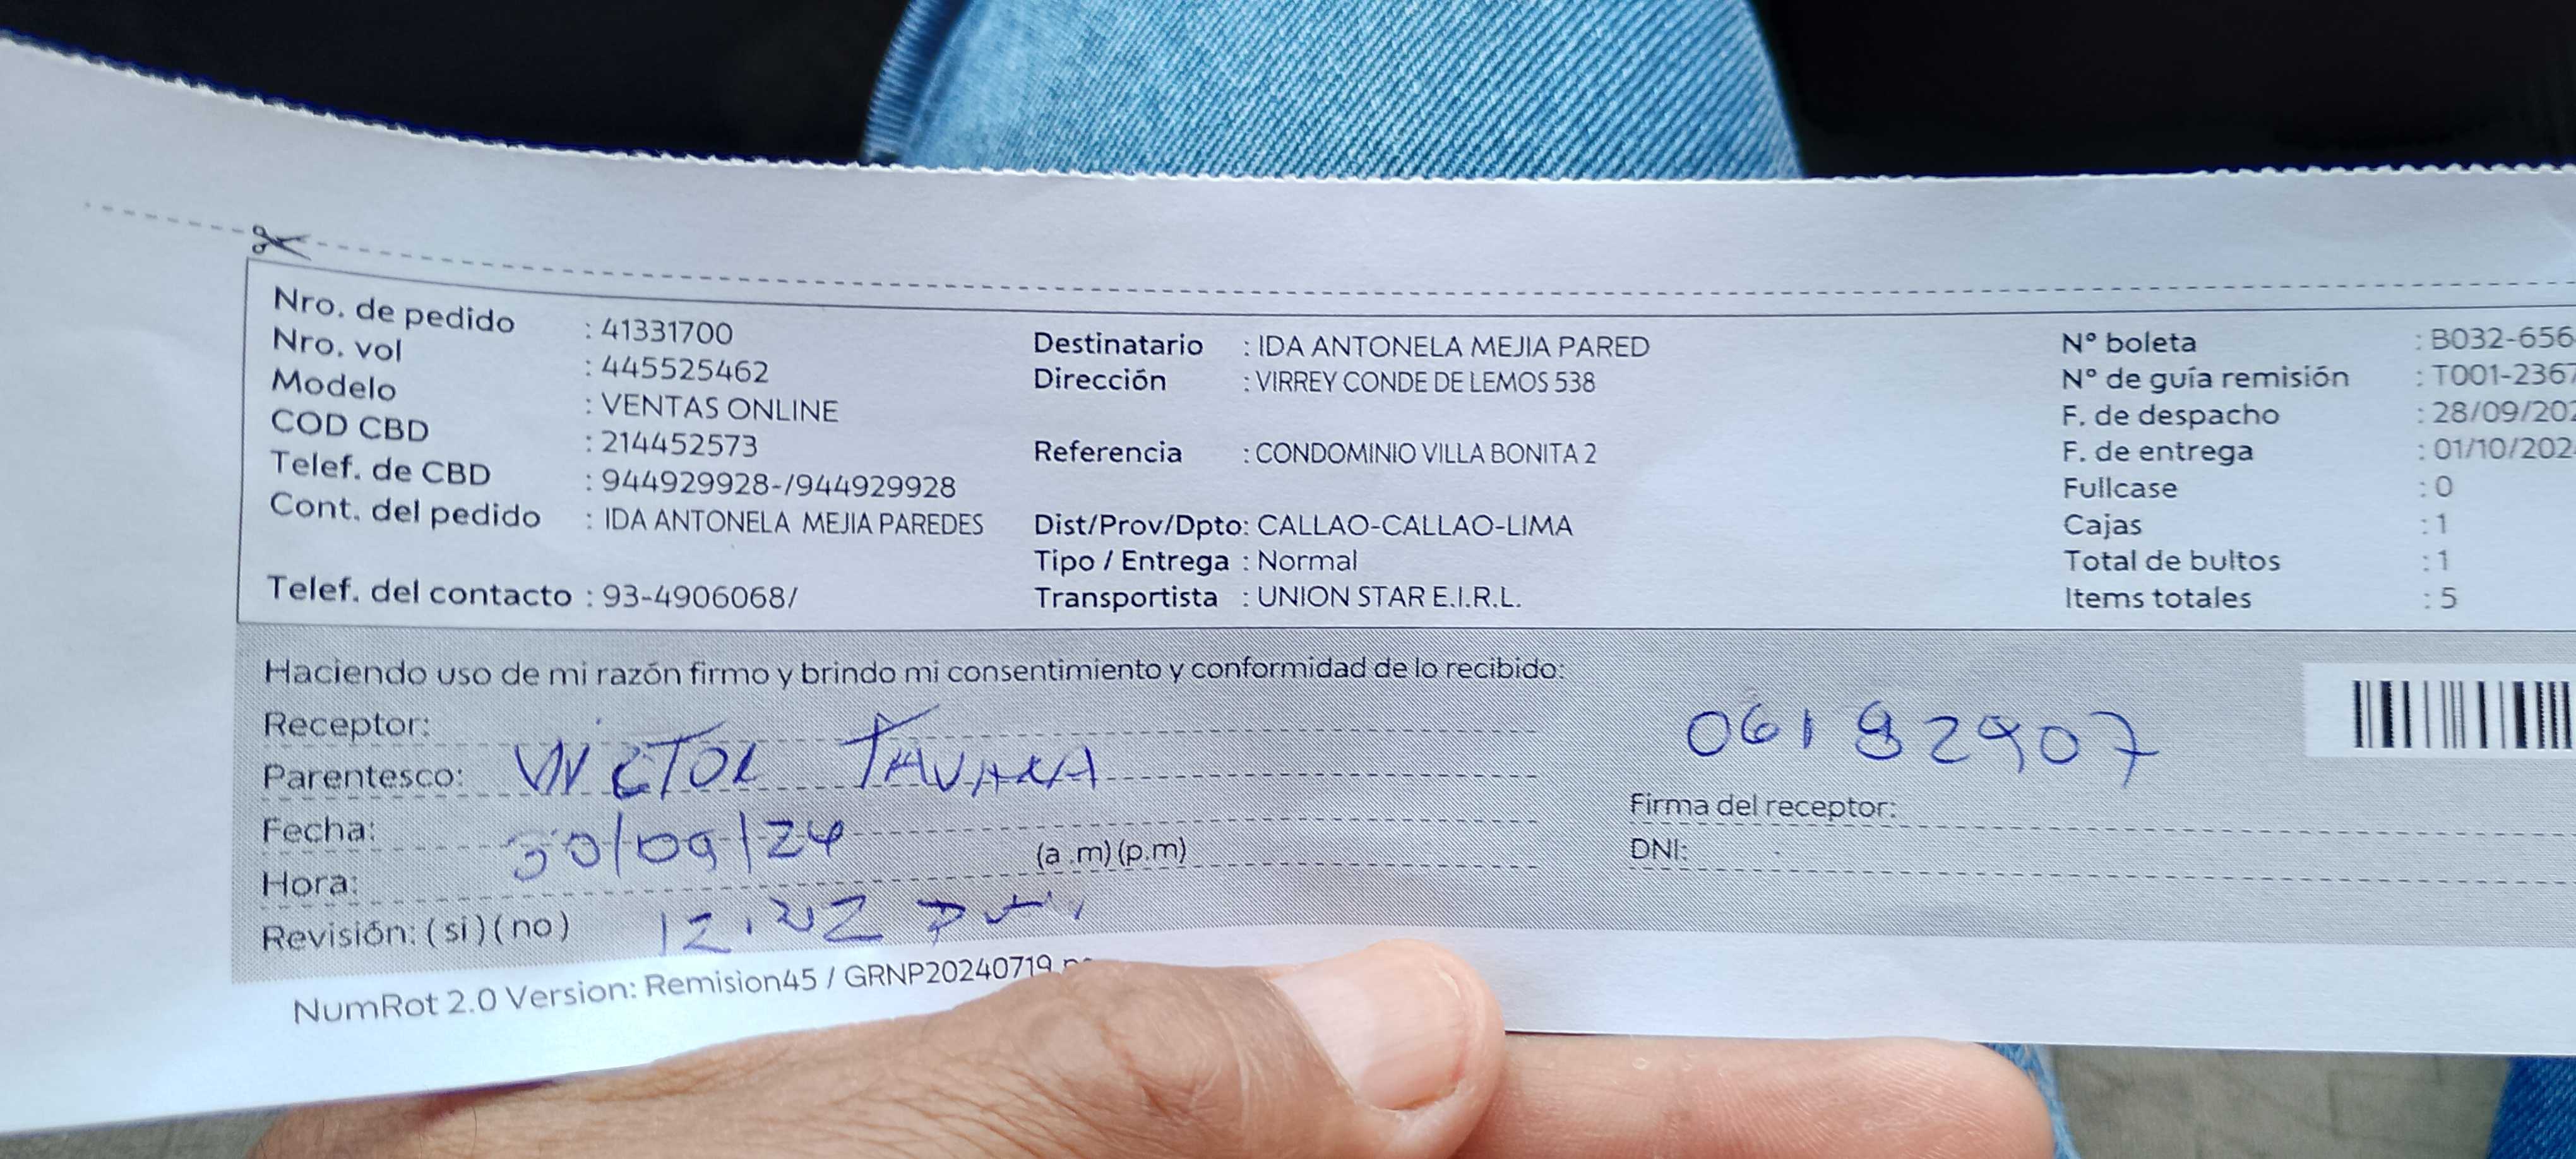 Nro. de pedido : 41331700
Nro. vol : 445525462
Modelo : VENTAS ONLINE
COD CBD : 214452573
Telef. de CBD : 944929928-/944929928
Cont. del pedido : IDA ANTONELA MEJIA PAREDES
Telef. del contacto : 93-4906068/
Destinatario : IDA ANTONELA MEJIA PARED
Dirección : VIRREY CONDE DE LEMOS 538
Referencia : CONDOMINIO VILLA BONITA 2
Dist/Prov/Dpto: CALLAO-CALLAO-LIMA
Tipo / Entrega : Normal
Transportista : UNION STAR E.I.R.L.
N° boleta : B032-656
N° de guía remisión : T001-2367
F. de despacho : 28/09/202
F. de entrega : 01/10/202
Fullcase : 0
Cajas : 1
Total de bultos : 1
Items totales : 5
Haciendo uso de mi razón firmo y brindo mi consentimiento y conformidad de lo recibido:
Receptor:
Parentesco: VICTOR TAVARA
Fecha: 30/09/24
(a.m)(p.m)
Hora:
Revisión: (si)(no) 12:02 P.M.
06182907
Firma del receptor:
DNI:
NumRot 2.0 Version: Remision45 / GRNP20240719